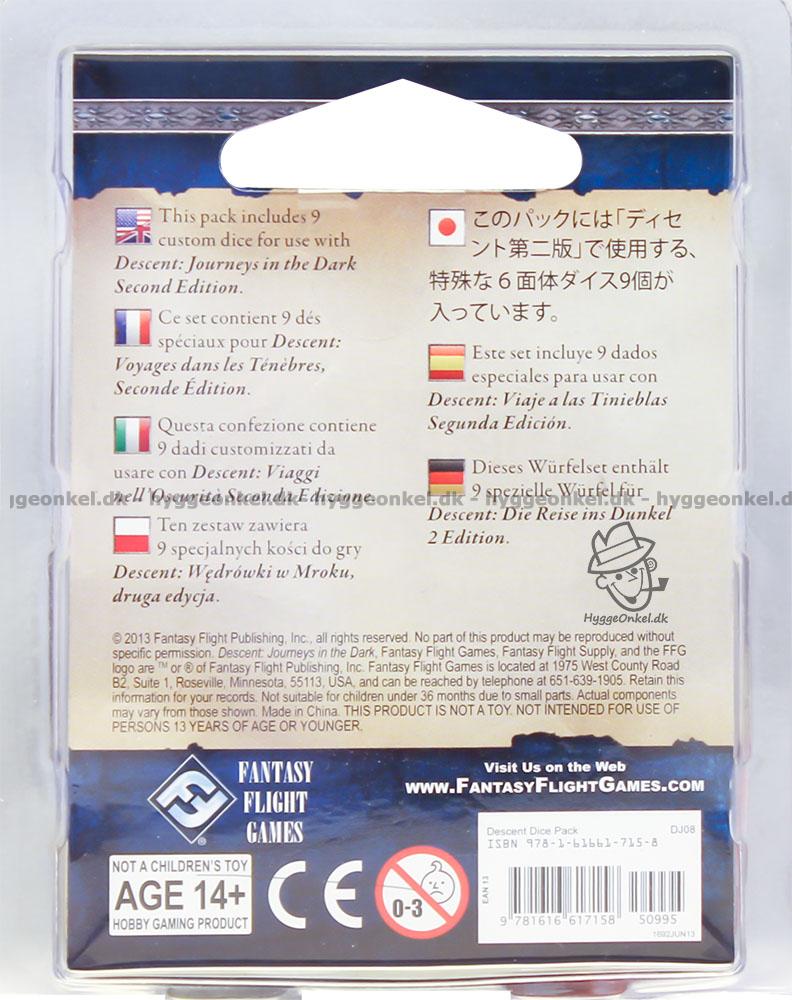 This pack includes 9
custom dice for use with
Descent: Journeys in the Dark
Second Edition.
Ce set contient 9 dés
spéciaux pour Descent:
Voyages dans les Ténèbres,
Seconde Édition.
Questa confezione contiene
9 dadi customizzati da
usare con Descent: Viaggi
nell'Oscurità Seconda Edizione.
Ten zestaw zawiera
9 specjalnych kości do gry
Descent: Wędrówki w Mroku,
druga edycja.
このパックには「ディセ
ント第二版」で使用する、
特殊な6面体ダイス9個が
入っています。
Este set incluye 9 dados
especiales para usar con
Descent: Viaje a las Tinieblas
Segunda Edición.
Dieses Würfelset enthält
9 spezielle Würfel für
Descent: Die Reise ins Dunkel
2 Edition.
ıgeonkel.dk - hyggeonkel.dk - hyggeonkel.dk - hyggeonkel.d
HyggeOnkel.dk
© 2013 Fantasy Flight Publishing, Inc., all rights reserved. No part of this product may be reproduced without
specific permission. Descent: Journeys in the Dark, Fantasy Flight Games, Fantasy Flight Supply, and the FFG
logo are ™ or ® of Fantasy Flight Publishing, Inc. Fantasy Flight Games is located at 1975 West County Road
B2, Suite 1, Roseville, Minnesota, 55113, USA, and can be reached by telephone at 651-639-1905. Retain this
information for your records. Not suitable for children under 36 months due to small parts. Actual components
may vary from those shown. Made in China. THIS PRODUCT IS NOT A TOY. NOT INTENDED FOR USE OF
PERSONS 13 YEARS OF AGE OR YOUNGER.
FANTASY
FLIGHT
GAMES
®
Visit Us on the Web
www.FantasyFlightGames.com
NOT A CHILDREN'S TOY
AGE 14+
HOBBY GAMING PRODUCT
CE
0-3
Descent Dice Pack DJ08
ISBN 978-1-61661-715-8
EAN 13
9 781616 617158 50995
1692JUN13